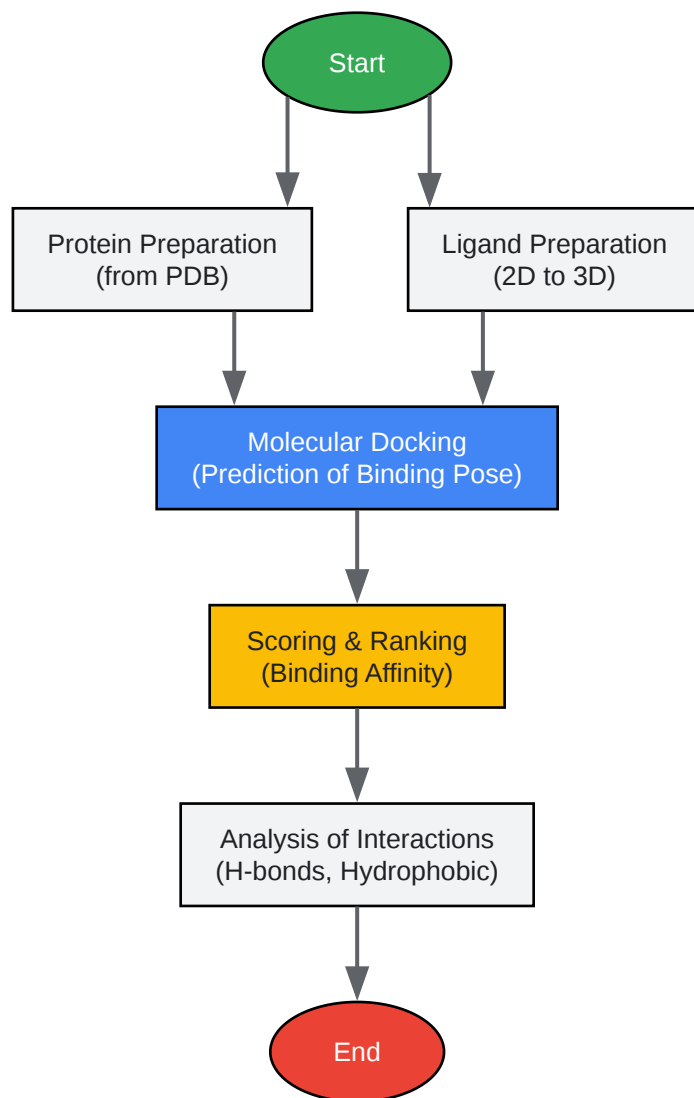 Start
Protein Preparation
(from PDB)
Ligand Preparation
(2D to 3D)
Molecular Docking
(Prediction of Binding Pose)
Scoring & Ranking
(Binding Affinity)
Analysis of Interactions
(H-bonds, Hydrophobic)
End